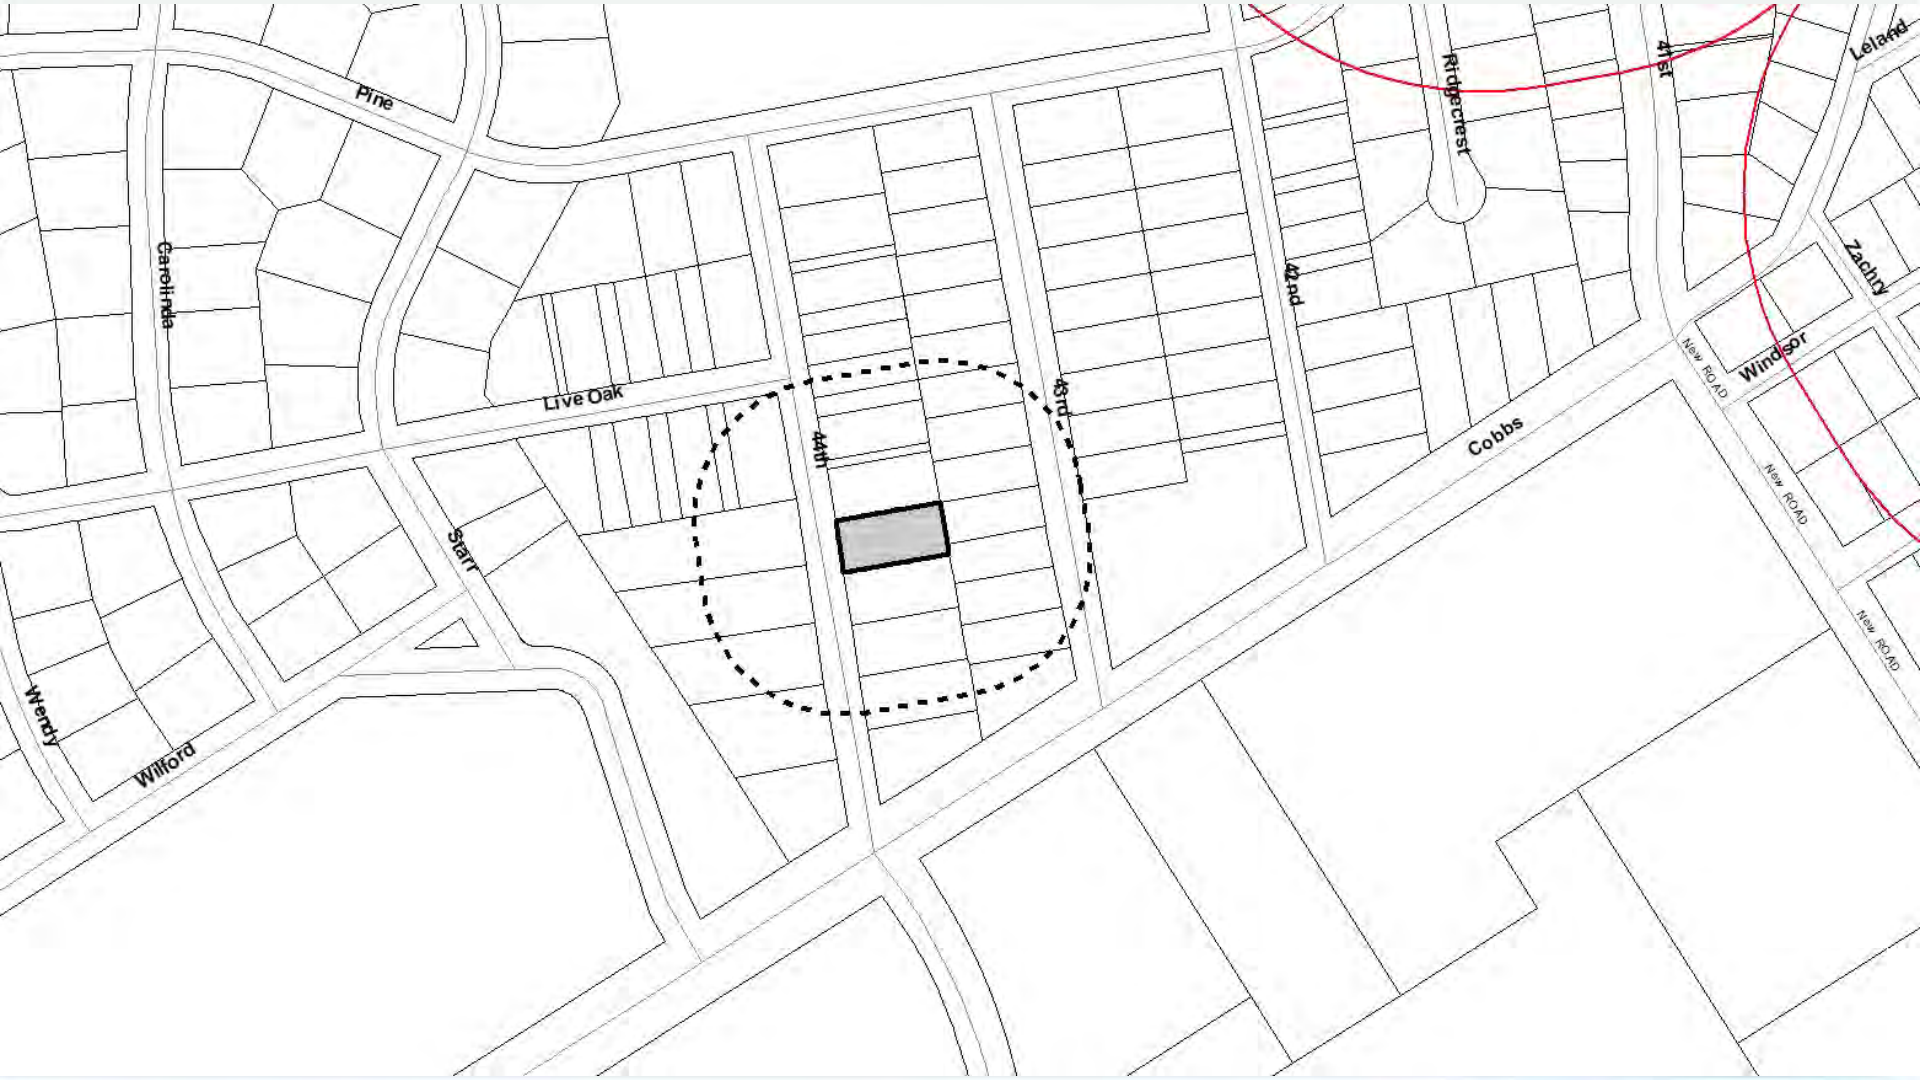 Leland
41st
Ridgecrest
Pine
Carolinda
Zachry
42nd
Windsor
New ROAD
Live Oak
43rd
44th
Cobbs
New ROAD
Starr
New ROAD
Wendy
Wilford